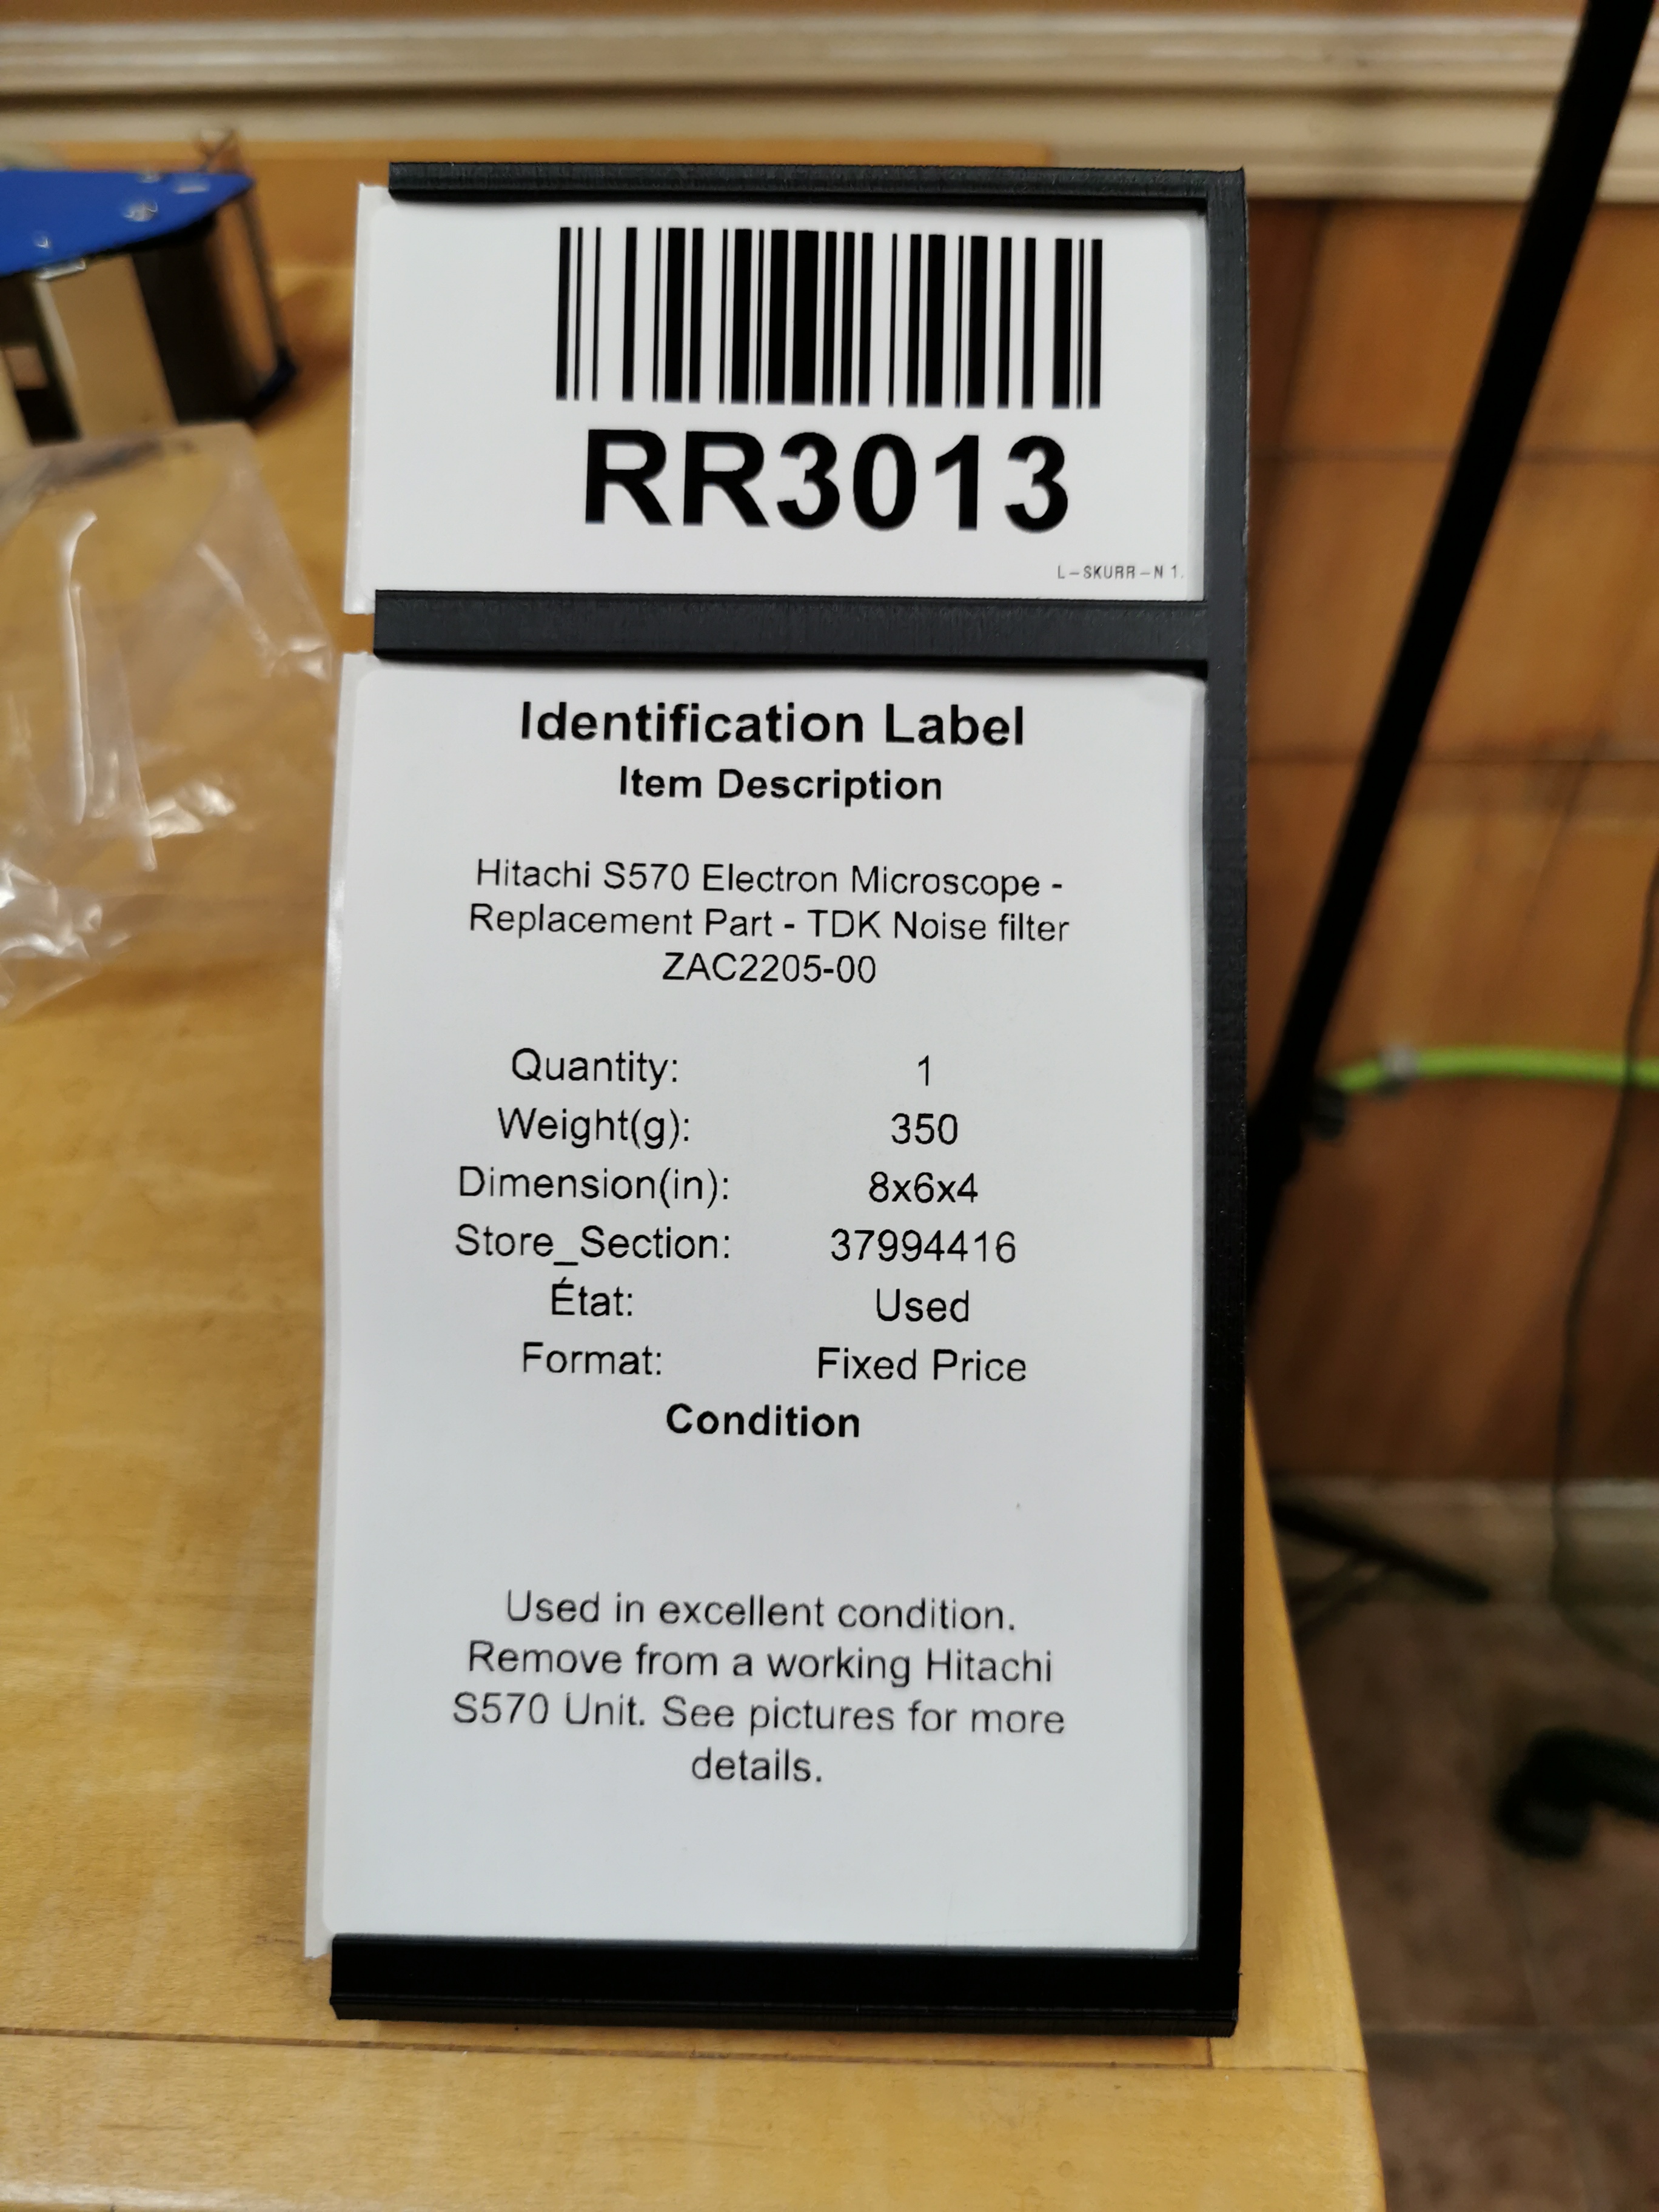 RR3013
L-SKURR-N 1.
Identification Label
Item Description
Hitachi S570 Electron Microscope -
Replacement Part - TDK Noise filter
ZAC2205-00
Quantity: 1
Weight(g): 350
Dimension(in): 8x6x4
Store_Section: 37994416
État: Used
Format: Fixed Price
Condition
Used in excellent condition.
Remove from a working Hitachi
S570 Unit. See pictures for more
details.